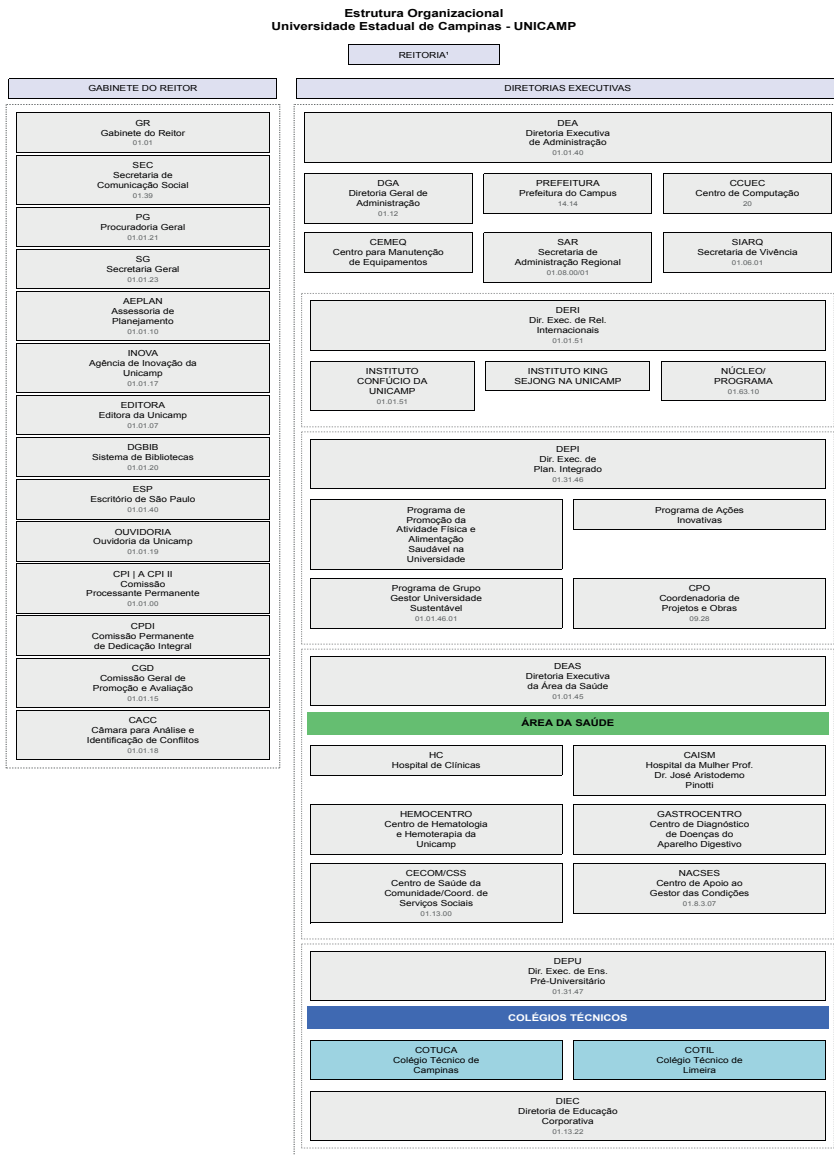 Estrutura Organizacional
Universidade Estadual de Campinas - UNICAMP
REITORIA¹
GABINETE DO REITOR
GR
Gabinete do Reitor
01.01
SEC
Secretaria de
Comunicação Social
01.39
PG
Procuradoria Geral
01.01.21
SG
Secretaria Geral
01.01.23
AEPLAN
Assessoria de
Planejamento
01.01.10
INOVA
Agência de Inovação da
Unicamp
01.01.17
EDITORA
Editora da Unicamp
01.01.07
DGBIB
Sistema de Bibliotecas
01.01.20
ESP
Escritório de São Paulo
01.01.40
OUVIDORIA
Ouvidoria da Unicamp
01.01.19
CPI | A CPI II
Comissão
Processante Permanente
01.01.00
CPDI
Comissão Permanente
de Dedicação Integral
CGD
Comissão Geral de
Promoção e Avaliação
01.01.15
CACC
Câmara para Análise e
Identificação de Conflitos
01.01.18
DIRETORIAS EXECUTIVAS
DEA
Diretoria Executiva
de Administração
01.01.40
DGA
Diretoria Geral de
Administração
01.12
PREFEITURA
Prefeitura do Campus
14.14
CCUEC
Centro de Computação
20
CEMEQ
Centro para Manutenção
de Equipamentos
SAR
Secretaria de
Administração Regional
01.08.00/01
SIARQ
Secretaria de Vivência
01.06.01
DERI
Dir. Exec. de Rel.
Internacionais
01.01.51
INSTITUTO
CONFÚCIO DA
UNICAMP
01.01.51
INSTITUTO KING
SEJONG NA UNICAMP
NÚCLEO/
PROGRAMA
01.63.10
DEPI
Dir. Exec. de
Plan. Integrado
01.31.46
Programa de
Promoção da
Atividade Física e
Alimentação
Saudável na
Universidade
Programa de Ações
Inovativas
Programa de Grupo
Gestor Universidade
Sustentável
01.01.46.01
CPO
Coordenadoria de
Projetos e Obras
09.28
DEAS
Diretoria Executiva
da Área da Saúde
01.01.45
ÁREA DA SAÚDE
HC
Hospital de Clínicas
CAISM
Hospital da Mulher Prof.
Dr. José Aristodemo
Pinotti
HEMOCENTRO
Centro de Hematologia
e Hemoterapia da
Unicamp
GASTROCENTRO
Centro de Diagnóstico
de Doenças do
Aparelho Digestivo
CECOM/CSS
Centro de Saúde da
Comunidade/Coord. de
Serviços Sociais
01.13.00
NACSES
Centro de Apoio ao
Gestor das Condições
01.8.3.07
DEPU
Dir. Exec. de Ens.
Pré-Universitário
01.31.47
COLÉGIOS TÉCNICOS
COTUCA
Colégio Técnico de
Campinas
COTIL
Colégio Técnico de
Limeira
DIEC
Diretoria de Educação
Corporativa
01.13.22